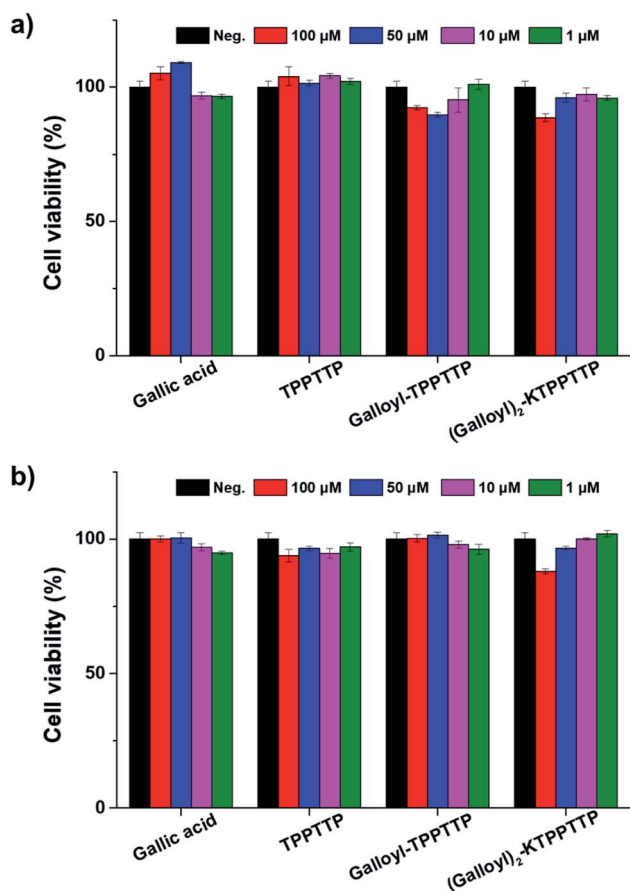 a)
Neg. 100 µM 50 µM 10 µM 1 µM
100
50
0
Cell viability (%)
Gallic acid
TPPTTP
Galloyl-TPPTTP
(Galloyl)₂-KTPPTTP
b)
Neg. 100 µM 50 µM 10 µM 1 µM
100
50
0
Cell viability (%)
Gallic acid
TPPTTP
Galloyl-TPPTTP
(Galloyl)₂-KTPPTTP